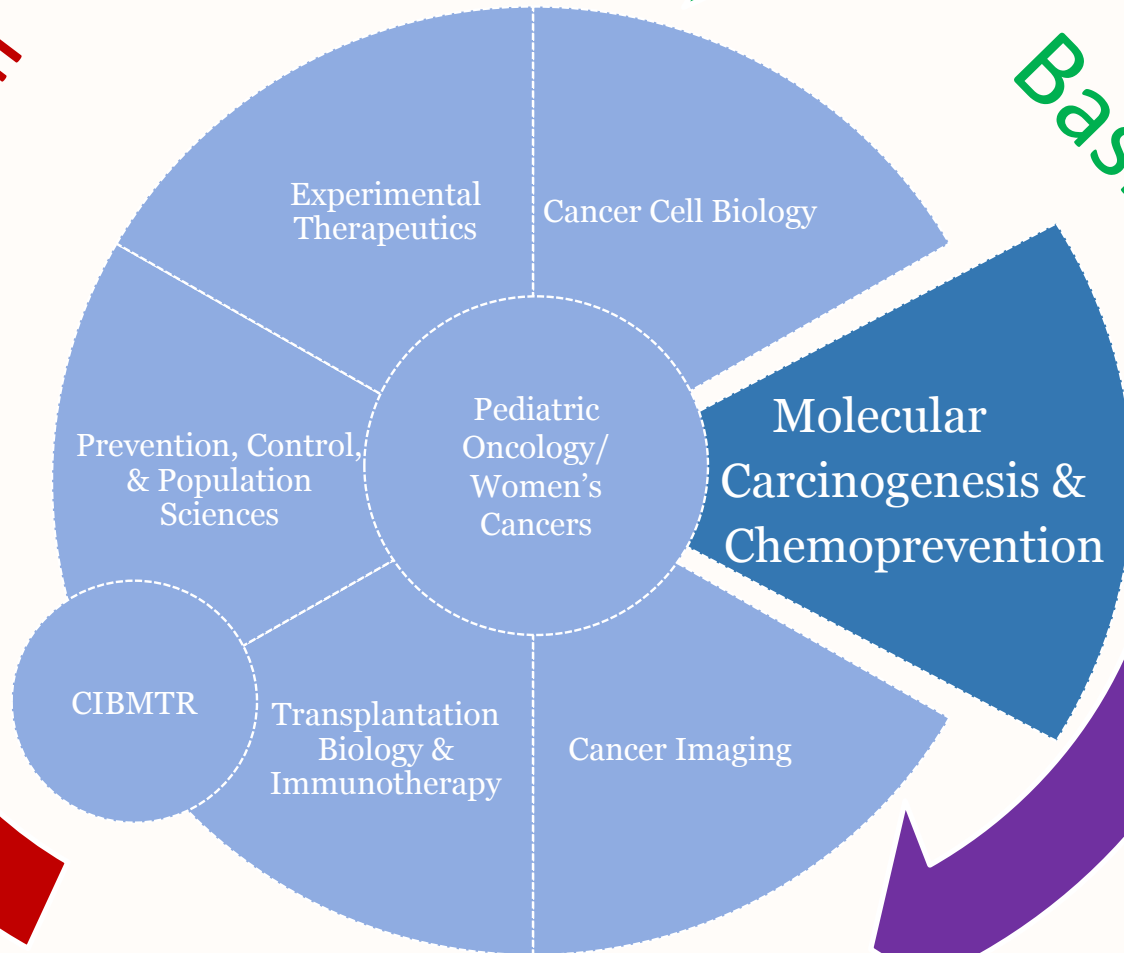 Experimental
Therapeutics
Cancer Cell Biology
Prevention, Control,
& Population
Sciences
Pediatric
Oncology/
Women’s
Cancers
Molecular
Carcinogenesis &
Chemoprevention
CIBMTR
Transplantation
Biology &
Immunotherapy
Cancer Imaging